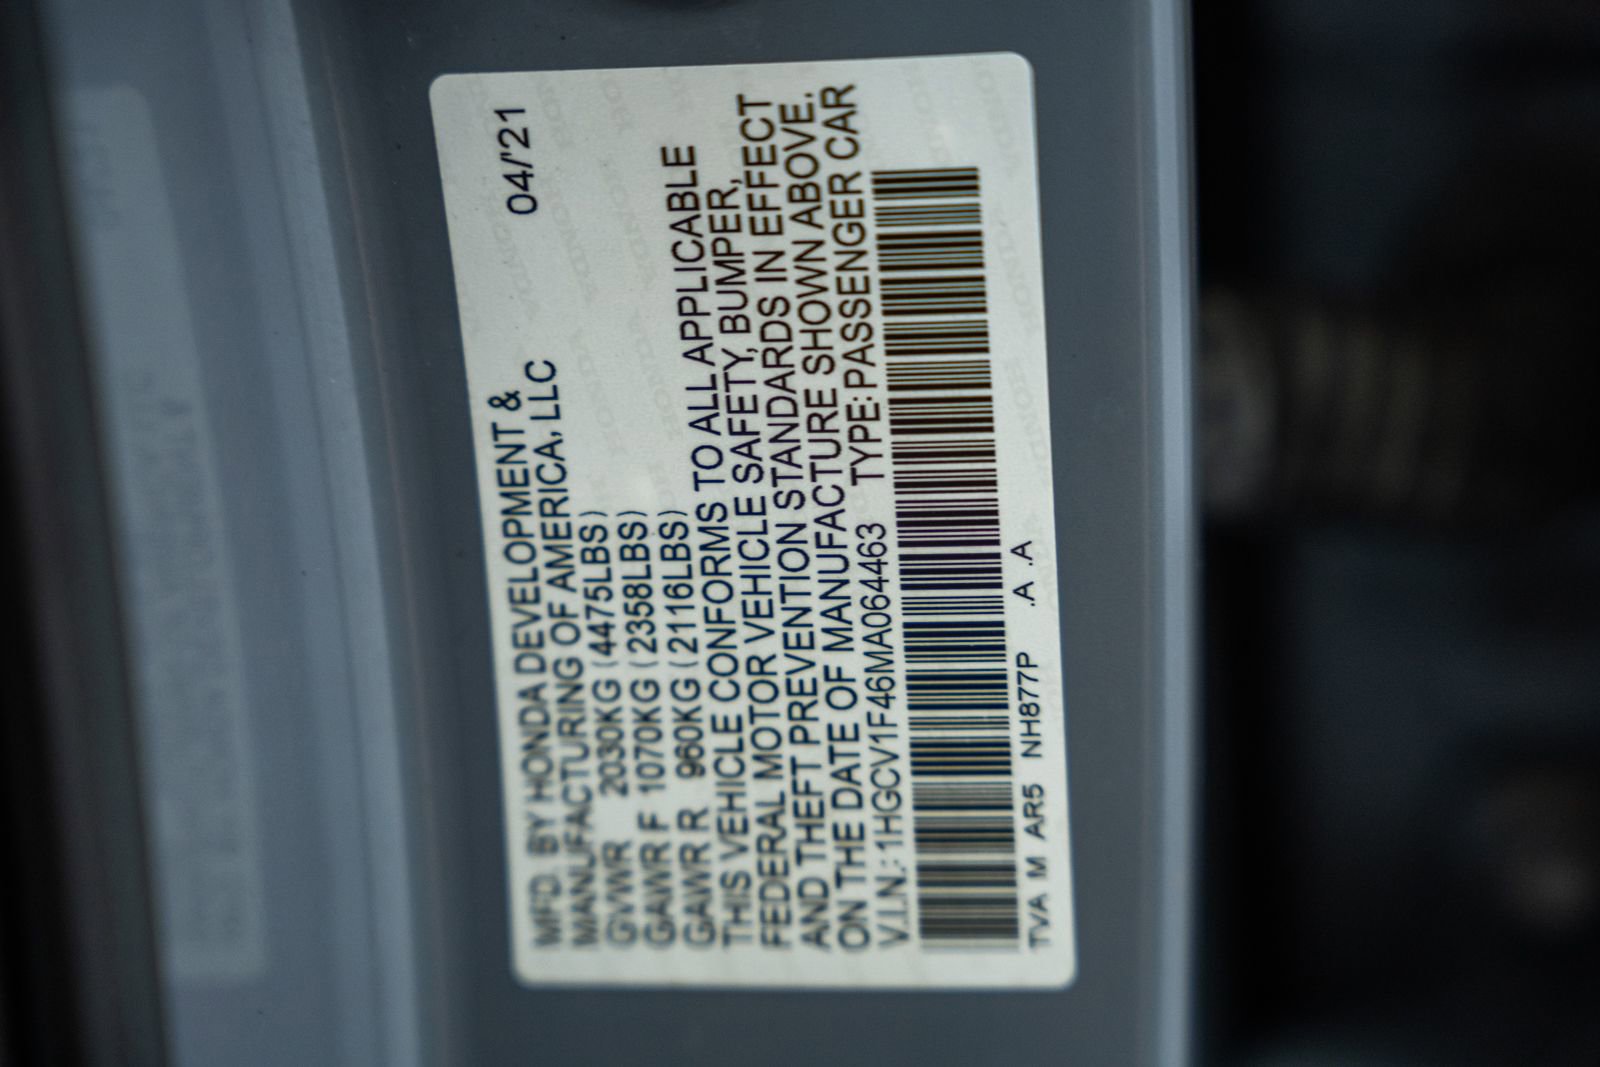 MFD. BY HONDA DEVELOPMENT &
MANUFACTURING OF AMERICA, LLC 04/'21
GVWR 2030KG (4475LBS)
GAWR F 1070KG (2358LBS)
GAWR R 960KG (2116LBS)
THIS VEHICLE CONFORMS TO ALL APPLICABLE
FEDERAL MOTOR VEHICLE SAFETY, BUMPER,
AND THEFT PREVENTION STANDARDS IN EFFECT
ON THE DATE OF MANUFACTURE SHOWN ABOVE.
V.I.N.: 1HGCV1F46MA064463 TYPE: PASSENGER CAR
TVA M AR5 NH877P .A .A